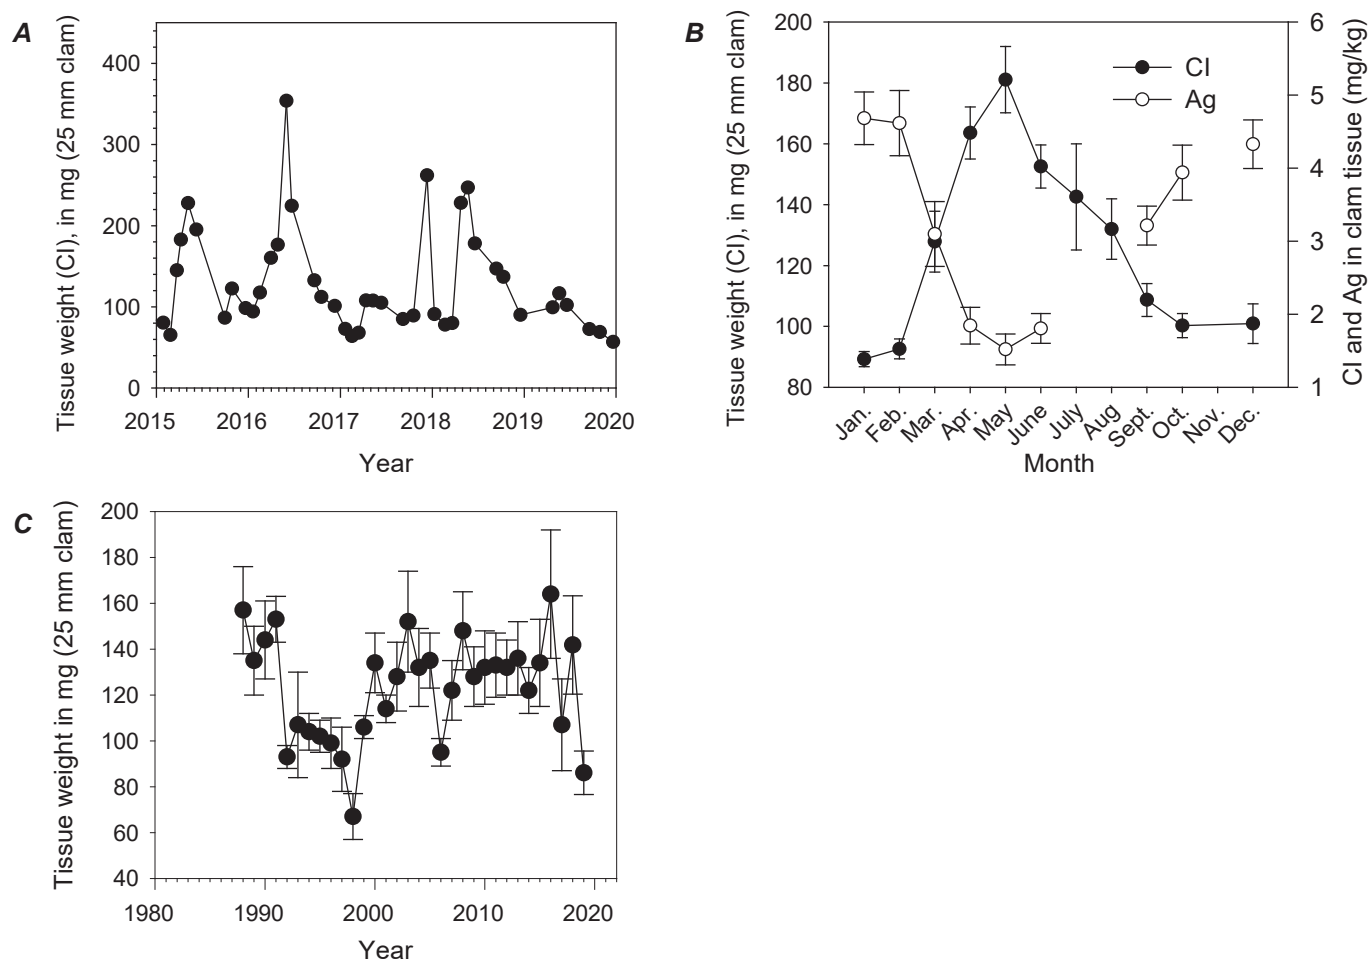 A
Tissue weight (CI), in mg (25 mm clam)
400
300
200
100
0
2015 2016 2017 2018 2019 2020
Year
B
Tissue weight (CI), in mg (25 mm clam)
200
180
160
140
120
100
80
CI
Ag
6
5
4
3
2
1
CI and Ag in clam tissue (mg/kg)
Jan. Feb. Mar. Apr. May June July Aug Sept. Oct. Nov. Dec.
Month
C
Tissue weight in mg (25 mm clam)
200
180
160
140
120
100
80
60
40
1980 1990 2000 2010 2020
Year